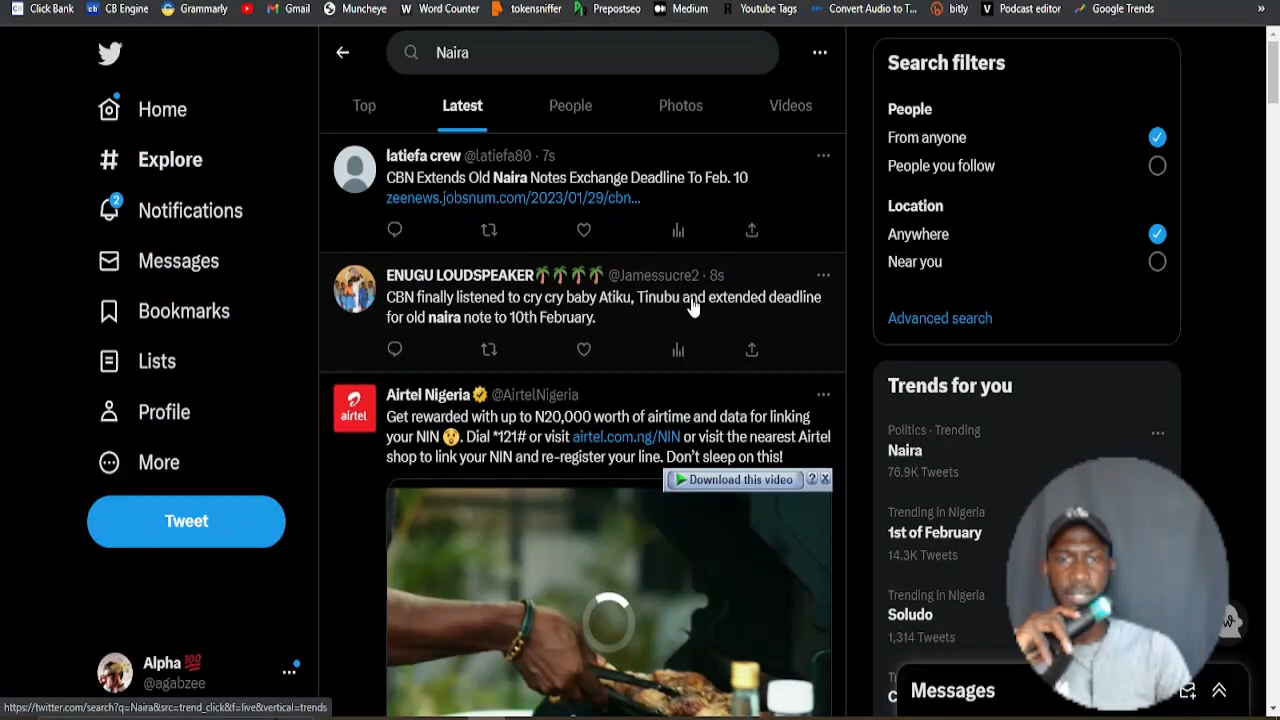 Click Bank CB Engine Grammarly Gmail Muncheye Word Counter tokensniffer Prepostseo Medium Youtube Tags Convert Audio to T... bitly Podcast editor Google Trends »
Naira
Top Latest People Photos Videos
Home
Explore
2
Notifications
Messages
Bookmarks
Lists
Profile
More
Tweet
Alpha 💯
@agabzee
latiefa crew @latiefa80 · 7s
CBN Extends Old Naira Notes Exchange Deadline To Feb. 10
zeenews.jobsnum.com/2023/01/29/cbn...
ENUGU LOUDSPEAKER🌴🌴🌴🌴 @Jamessucre2 · 8s
CBN finally listened to cry cry baby Atiku, Tinubu and extended deadline
for old naira note to 10th February.
Airtel Nigeria @AirtelNigeria
airtel
Get rewarded with up to N20,000 worth of airtime and data for linking
your NIN 😲. Dial *121# or visit airtel.com.ng/NIN or visit the nearest Airtel
shop to link your NIN and re-register your line. Don't sleep on this!
Download this video ? x
Search filters
People
From anyone
People you follow
Location
Anywhere
Near you
Advanced search
Trends for you
Politics · Trending
Naira
76.9K Tweets
Trending in Nigeria
1st of February
14.3K Tweets
Trending in Nigeria
Soludo
1,314 Tweets
Messages
https://twitter.com/search?q=Naira&src=trend_click&f=live&vertical=trends